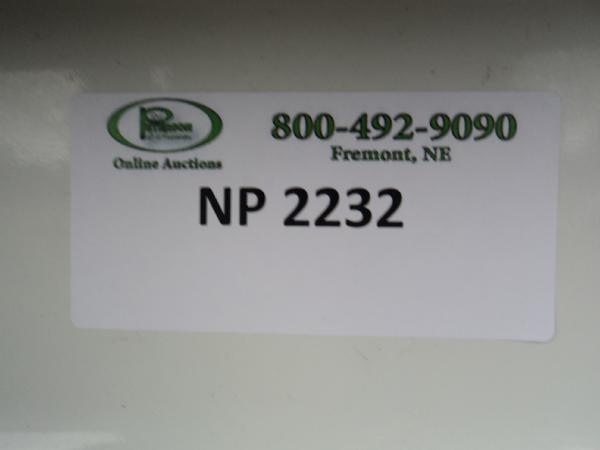 800-492-9090
Fremont, NE
Online Auctions
NP 2232